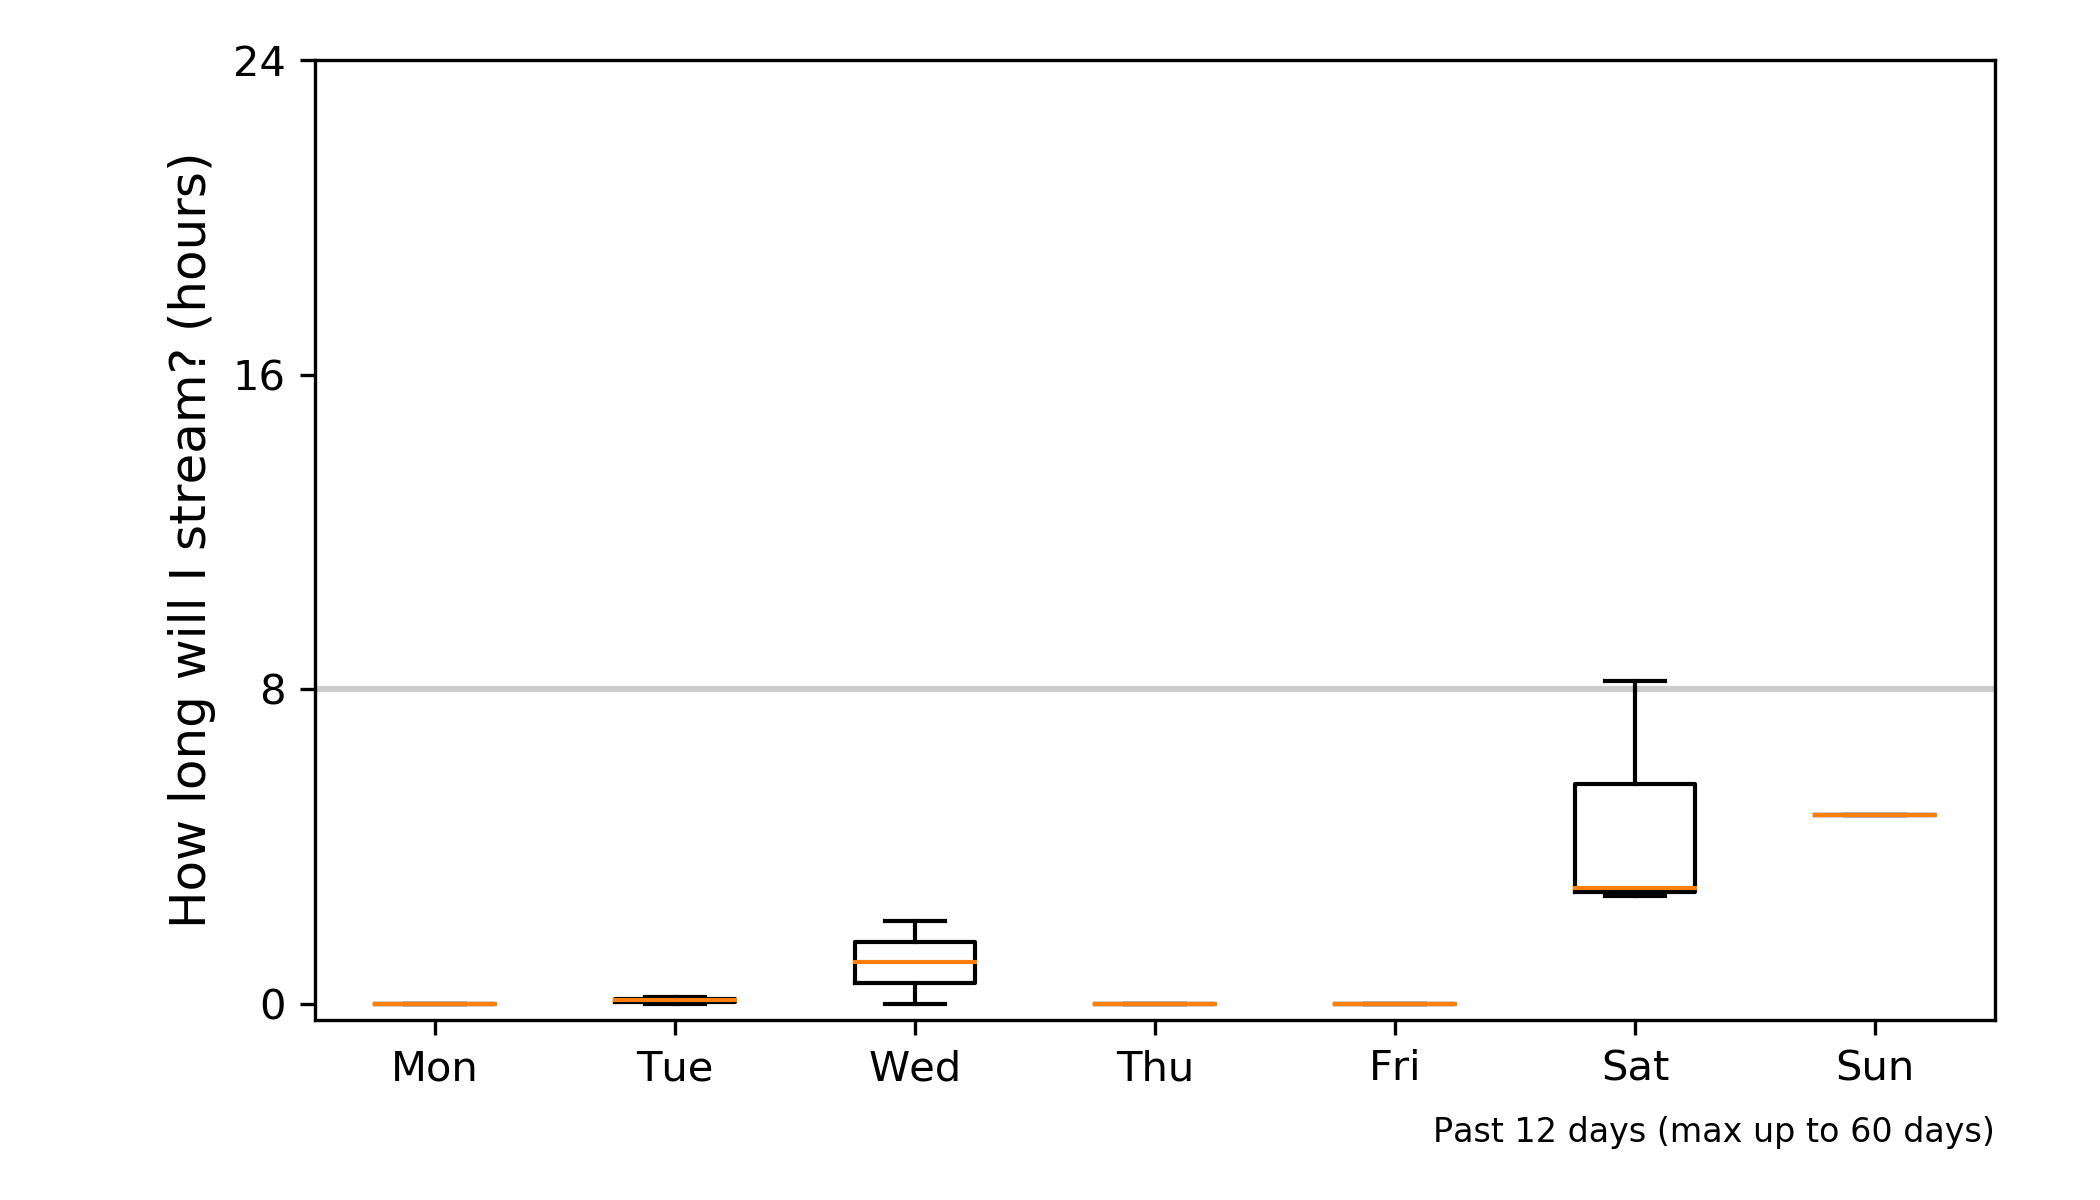 How long will I stream? (hours)
24
16
8
0
Mon Tue Wed Thu Fri Sat Sun
Past 12 days (max up to 60 days)